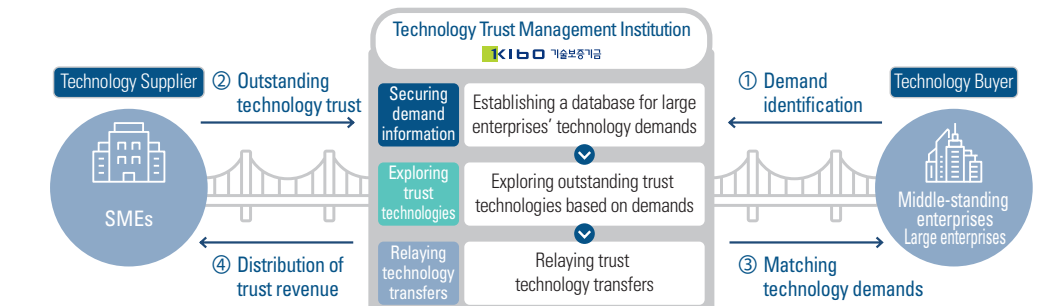 Technology Trust Management Institution
KIBO 기술보증기금
Technology Supplier
② Outstanding
technology trust
SMEs
④ Distribution of
trust revenue
Securing
demand
information
Establishing a database for large
enterprises' technology demands
Exploring
trust
technologies
Exploring outstanding trust
technologies based on demands
Relaying
technology
transfers
Relaying trust
technology transfers
① Demand
identification
Technology Buyer
Middle-standing
enterprises
Large enterprises
③ Matching
technology demands